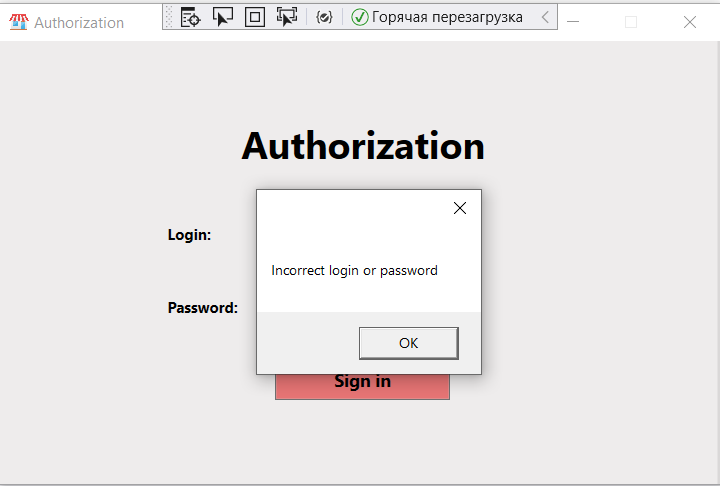 Authorization
Горячая перезагрузка
Authorization
Login:
Incorrect login or password
Password:
OK
Sign in